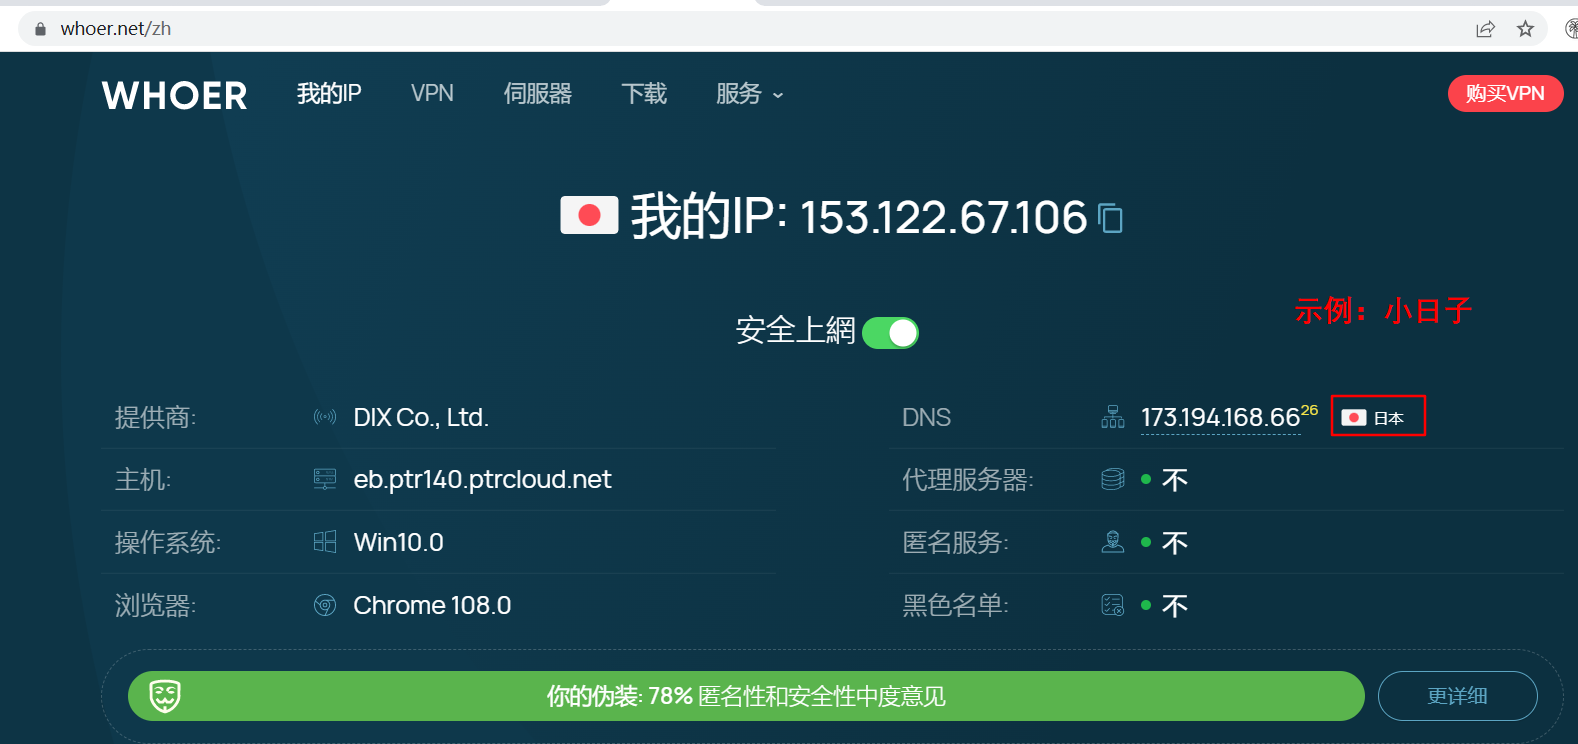 whoer.net/zh
WHOER 我的IP VPN 伺服器 下载 服务 购买VPN
我的IP: 153.122.67.106
示例：小日子
安全上網
提供商: DIX Co., Ltd.
DNS 173.194.168.66 26 日本
主机: eb.ptr140.ptrcloud.net
代理服务器: 不
操作系统: Win10.0
匿名服务: 不
浏览器: Chrome 108.0
黑色名单: 不
你的伪装: 78% 匿名性和安全性中度意见
更详细